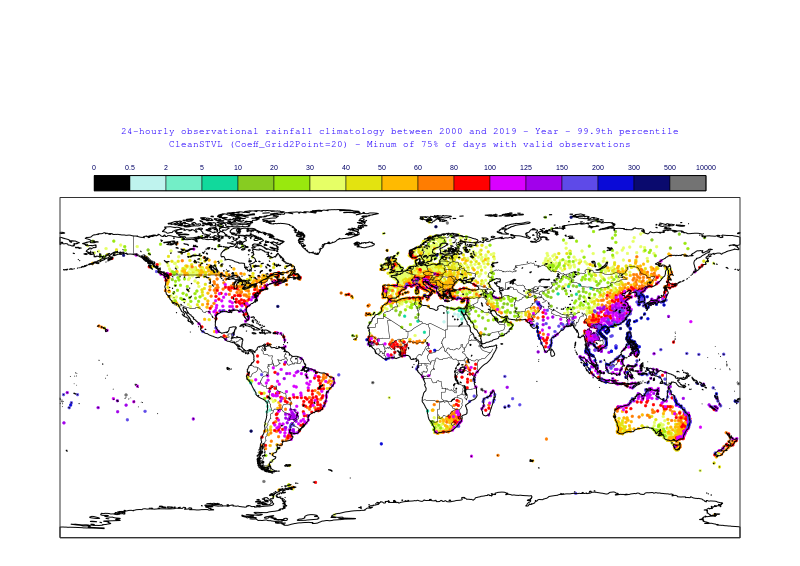 24-hourly observational rainfall climatology between 2000 and 2019 - Year - 99.9th percentile
CleanSTVL (Coeff_Grid2Point=20) - Minum of 75% of days with valid observations
0 0.5 2 5 10 20 30 40 50 60 80 100 125 150 200 300 500 10000